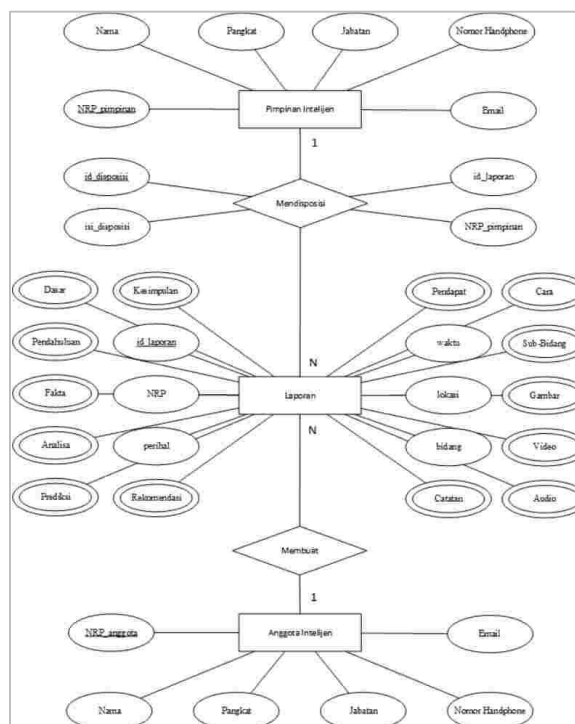 Nama
Pangkat
Jabatan
Nomor Handphone
NRP_pimpinan
Pimpinan Intelijen
Email
1
id_disposisi
id_laporan
Mendisposisi
isi_disposisi
NRP_pimpinan
Dasar
Kesimpulan
Pendapat
Cara
Pendahuluan
id_laporan
waktu
Sub-Bidang
N
Fakta
NRP
Laporan
lokasi
Gambar
N
Analisa
perihal
bidang
Video
Prediksi
Rekomendasi
Catatan
Audio
Membuat
1
NRP_anggota
Anggota Intelijen
Email
Nama
Pangkat
Jabatan
Nomor Handphone